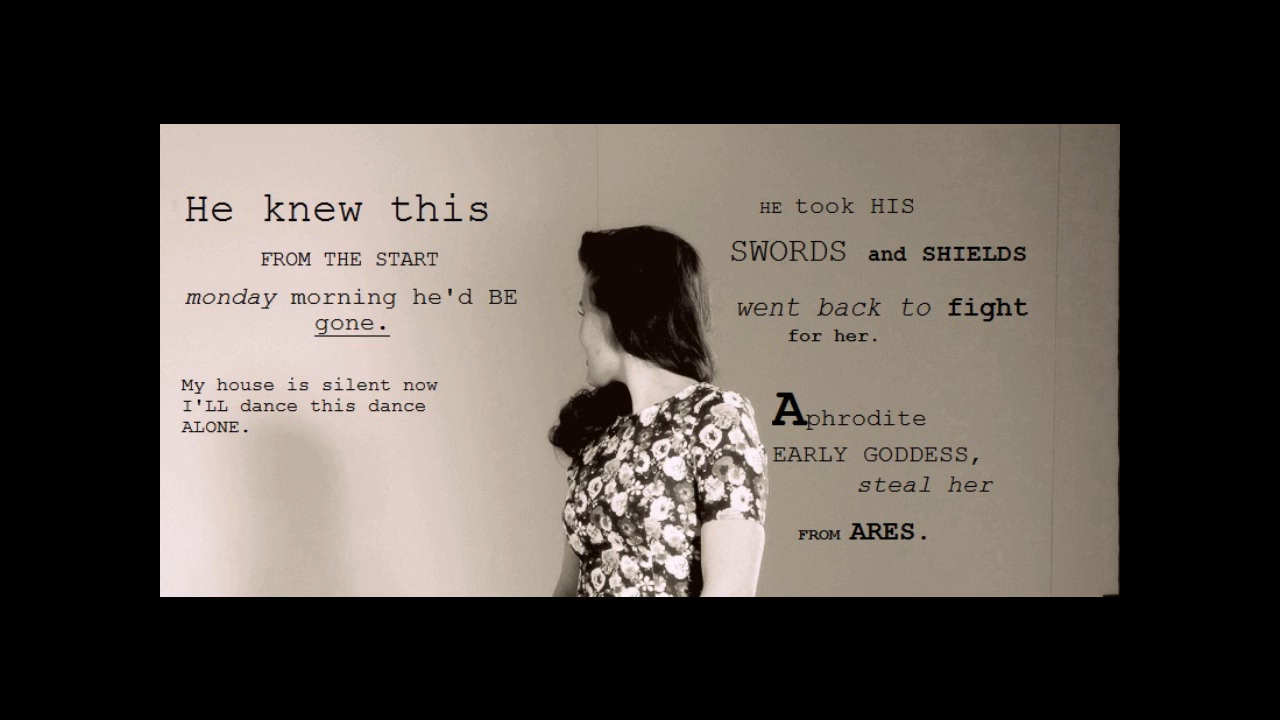 He knew this
FROM THE START
monday morning he'd BE
gone.
My house is silent now
I'LL dance this dance
ALONE.
HE took HIS
SWORDS and SHIELDS
went back to fight
for her.
Aphrodite
EARLY GODDESS,
steal her
FROM ARES.